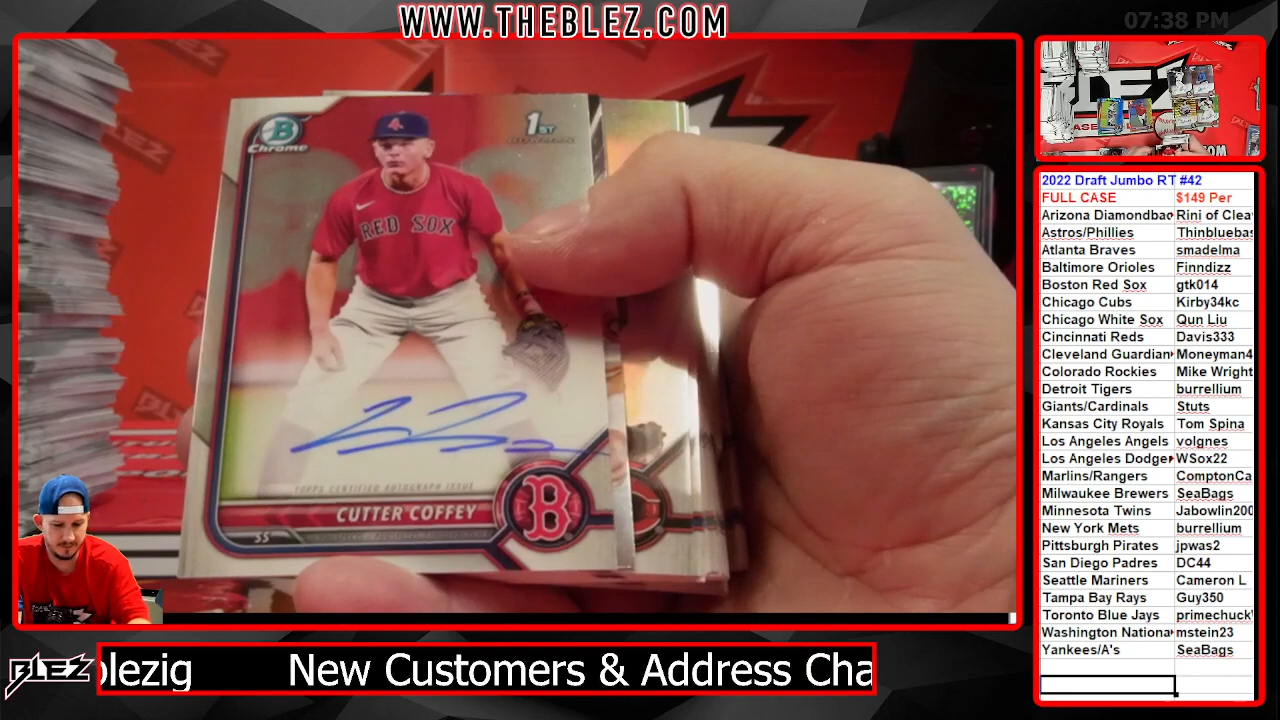 WWW.THEBLEZ.COM
07:38 PM
B
Chrome
1ST
BOWMAN
RED SOX
TOPPS CERTIFIED AUTOGRAPH ISSUE
CUTTER COFFEY
SS
B
BLEZ
CASE
2022 Draft Jumbo RT #42
FULL CASE $149 Per
Arizona Diamondbac Rini of Clea
Astros/Phillies Thinbluebas
Atlanta Braves smadelma
Baltimore Orioles Finndizz
Boston Red Sox gtk014
Chicago Cubs Kirby34kc
Chicago White Sox Qun Liu
Cincinnati Reds Davis333
Cleveland Guardian Moneyman4
Colorado Rockies Mike Wright
Detroit Tigers burrellium
Giants/Cardinals Stuts
Kansas City Royals Tom Spina
Los Angeles Angels volgnes
Los Angeles Dodge WSox22
Marlins/Rangers ComptonCa
Milwaukee Brewers SeaBags
Minnesota Twins Jabowlin200
New York Mets burrellium
Pittsburgh Pirates jpwas2
San Diego Padres DC44
Seattle Mariners Cameron L
Tampa Bay Rays Guy350
Toronto Blue Jays primechuck
Washington Nationa mstein23
Yankees/A's SeaBags
BLEZ
blezig New Customers & Address Cha